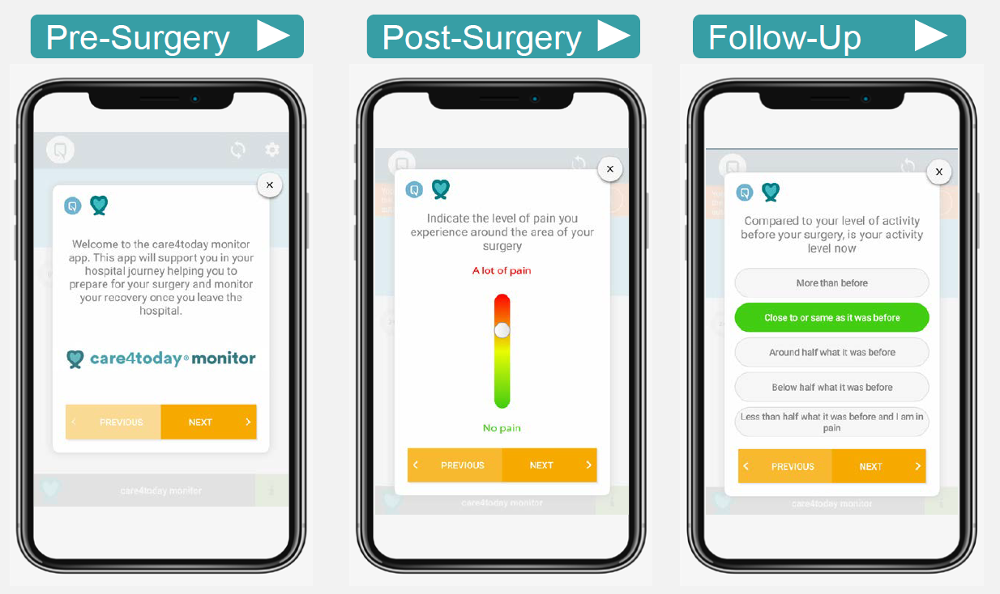 Pre-Surgery
Welcome to the care4today monitor
app. This app will support you in your
hospital journey helping you to
prepare for your surgery and monitor
your recovery once you leave the
hospital.
care4today® monitor
PREVIOUS
NEXT
care4today monitor
Post-Surgery
Indicate the level of pain you
experience around the area of your
surgery
A lot of pain
No pain
PREVIOUS
NEXT
care4today monitor
Follow-Up
Compared to your level of activity
before your surgery, is your activity
level now
More than before
Close to or same as it was before
Around half what it was before
Below half what it was before
Less than half what it was before and I am in
pain
PREVIOUS
NEXT
care4today monitor